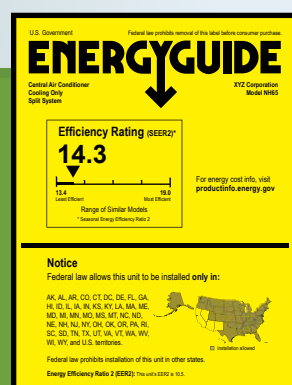 U.S. Government
Federal law prohibits removal of this label before consumer purchase.
ENERGYGUIDE
Central Air Conditioner
Cooling Only
Split System
XYZ Corporation
Model NH65
Efficiency Rating (SEER2)*
14.3
13.4
Least Efficient
19.0
Most Efficient
Range of Similar Models
* Seasonal Energy Efficiency Ratio 2
For energy cost info, visit
productinfo.energy.gov
Notice
Federal law allows this unit to be installed only in:
AK, AL, AR, CO, CT, DC, DE, FL, GA,
HI, ID, IL, IA, IN, KS, KY, LA, MA, ME,
MD, MI, MN, MO, MS, MT, NC, ND,
NE, NH, NJ, NY, OH, OK, OR, PA, RI,
SC, SD, TN, TX, UT, VA, VT, WA, WV,
WI, WY, and U.S. territories.
Installation allowed
Federal law prohibits installation of this unit in other states.
Energy Efficiency Ratio 2 (EER2): This unit's EER2 is 10.5.